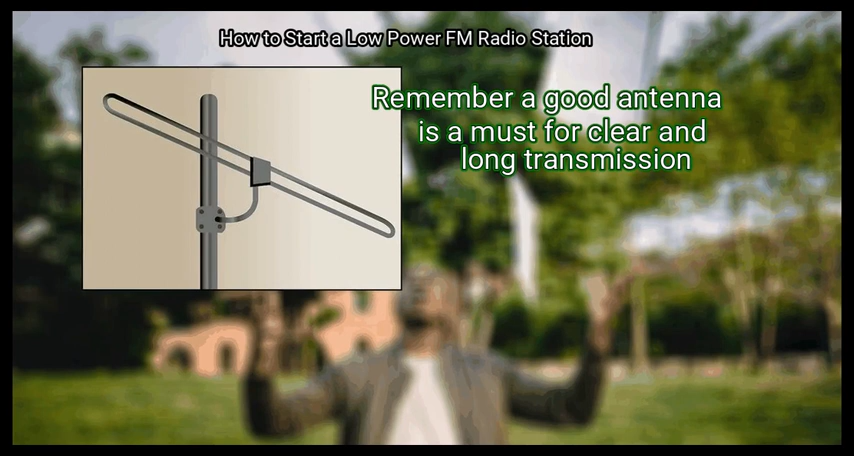 How to Start a Low Power FM Radio Station
Remember a good antenna
is a must for clear and
long transmission